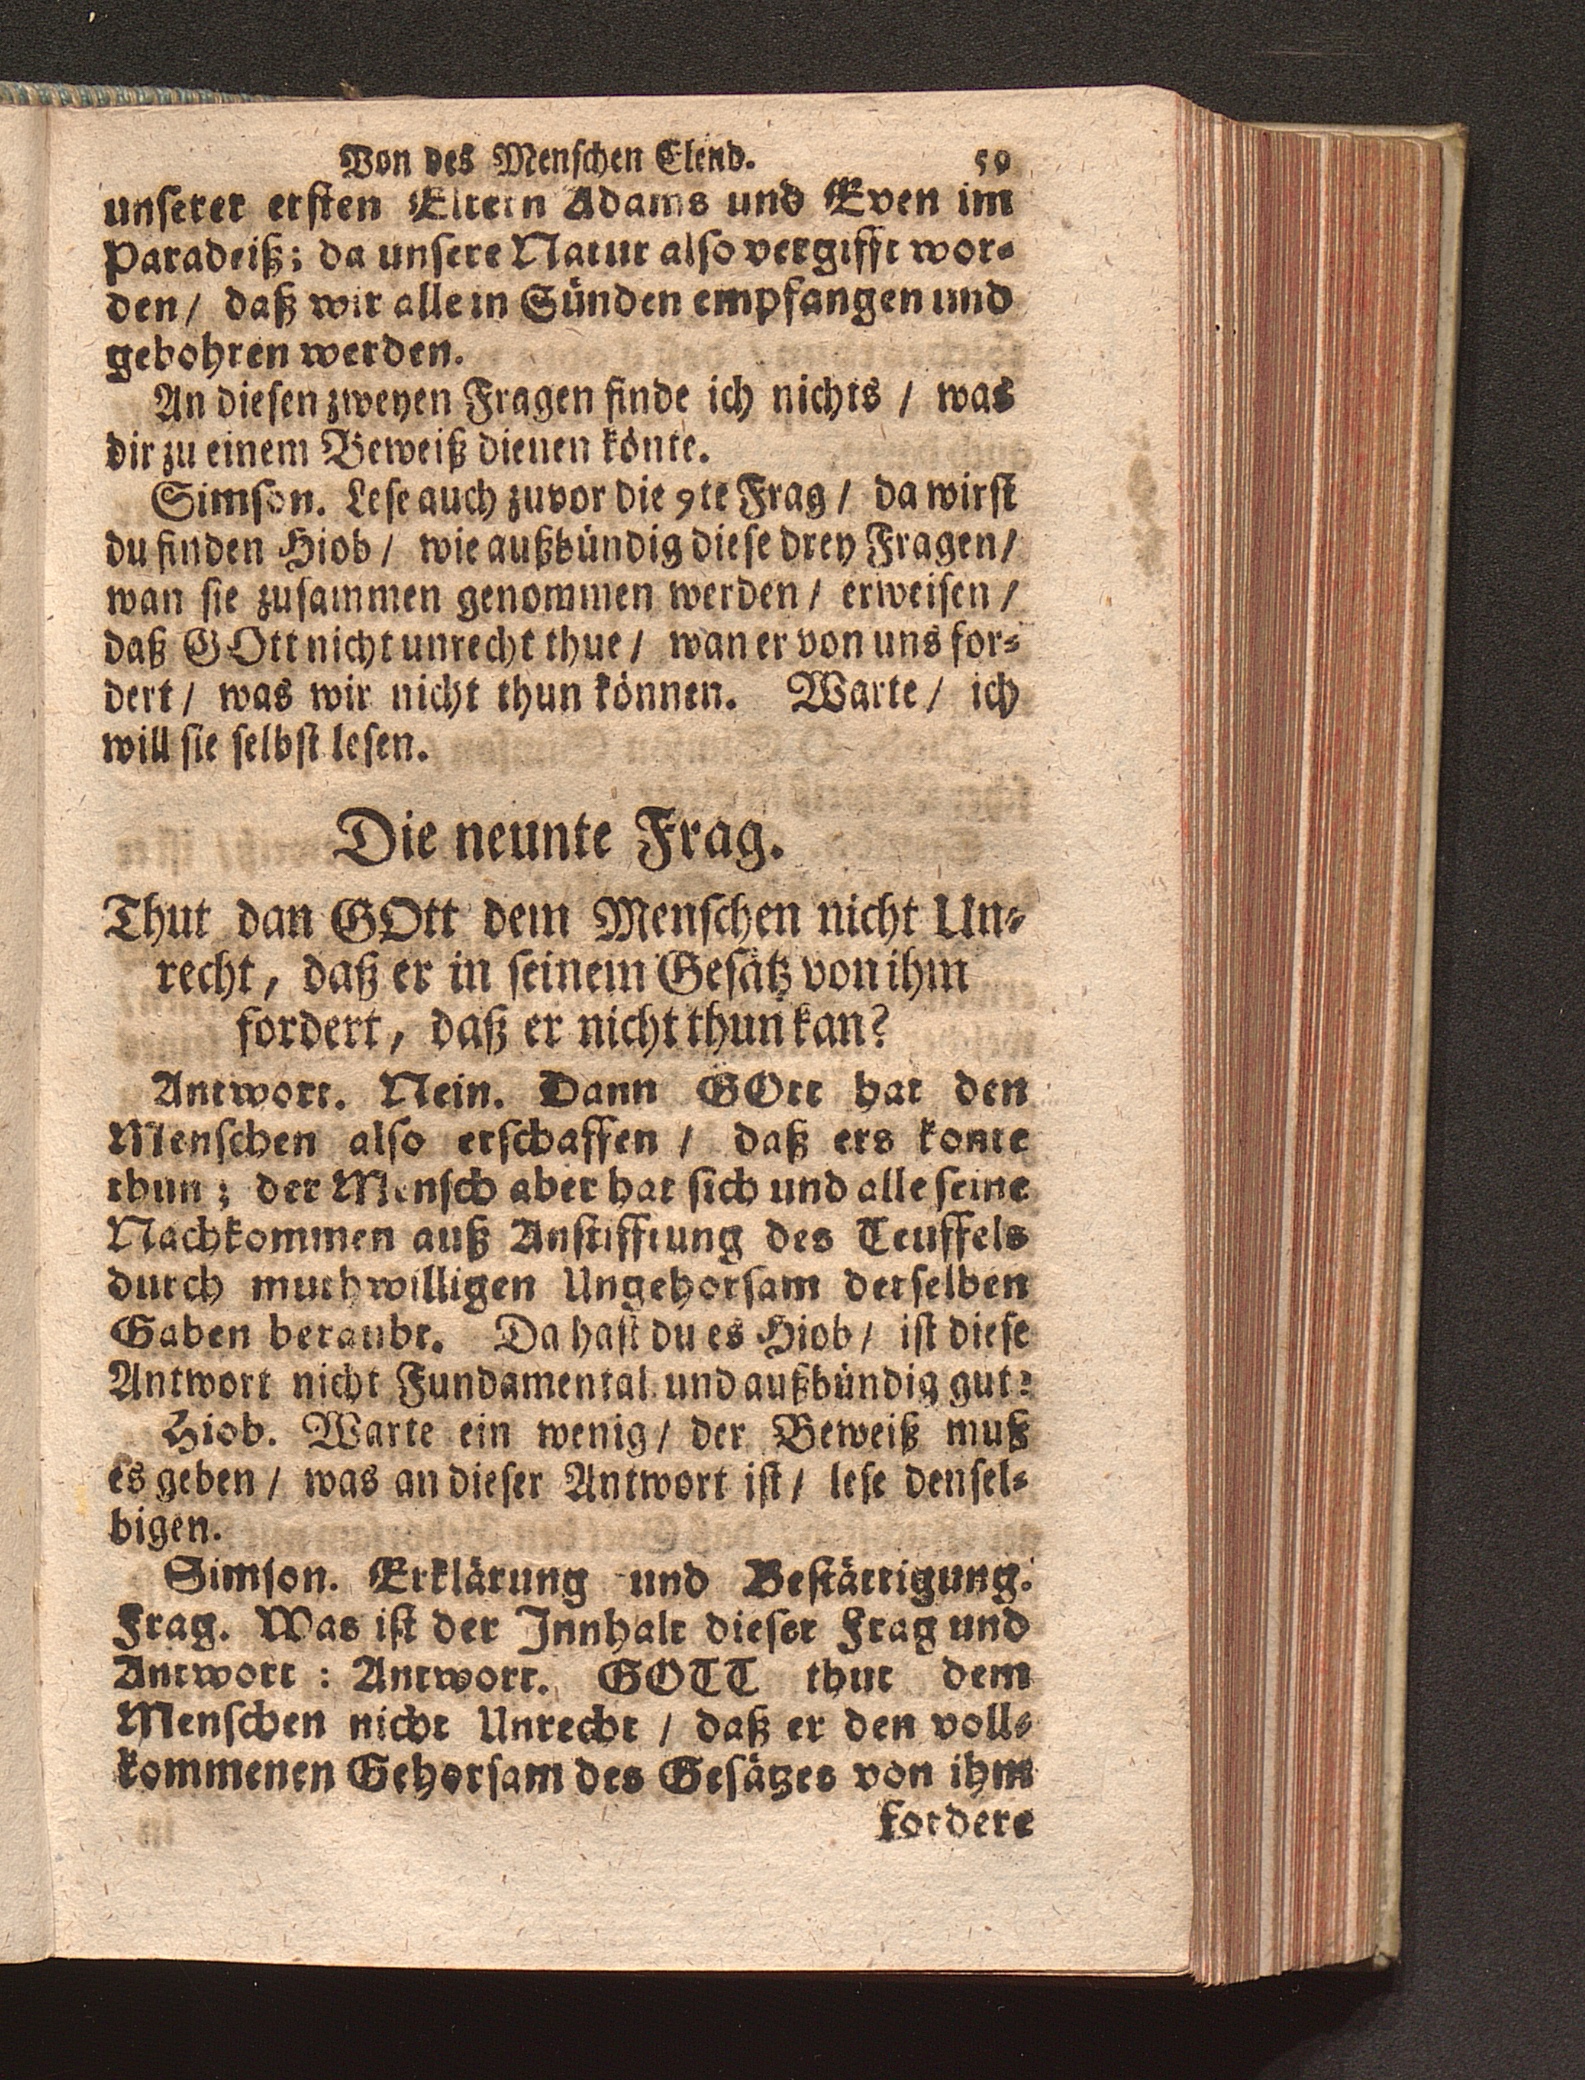 Von des Menschen Elend. 59
unserer ersten Eltern Adams und Even im
Paradeiß; da unsere Natur also vergifft wor-
den / daß wir alle in Sünden empfangen und
gebohren werden.
An diesen zweyen Fragen finde ich nichts / was
dir zu einem Beweiß dienen könte.
Simson. Lese auch zuvor die 9te Frag / da wirst
du finden Hiob / wie außbündig diese drey Fragen /
wan sie zusammen genommen werden / erweisen /
daß GOtt nicht unrecht thue / wan er von uns for-
dert / was wir nicht thun können. Warte / ich
will sie selbst lesen.
Die neunte Frag.
Thut dan GOtt dem Menschen nicht Un-
recht, daß er in seinem Gesätz von ihm
fordert, daß er nicht thun kan?
Antwort. Nein. Dann GOtt hat den
Menschen also erschaffen / daß ers konte
thun; der Mensch aber hat sich und alle seine
Nachkommen auß Anstifftung des Teuffels
durch muthwilligen Ungehorsam derselben
Gaben beraubt. Da hast du es Hiob / ist diese
Antwort nicht Fundamental und außbündig gut?
Hiob. Warte ein wenig / der Beweiß muß
es geben / was an dieser Antwort ist / lese densel-
bigen.
Simson. Erklärung und Bestättigung.
Frag. Was ist der Innhalt dieser Frag und
Antwort: Antwort. GOTT thut dem
Menschen nicht Unrecht / daß er den voll-
kommenen Gehorsam des Gesätzes von ihm
fordere